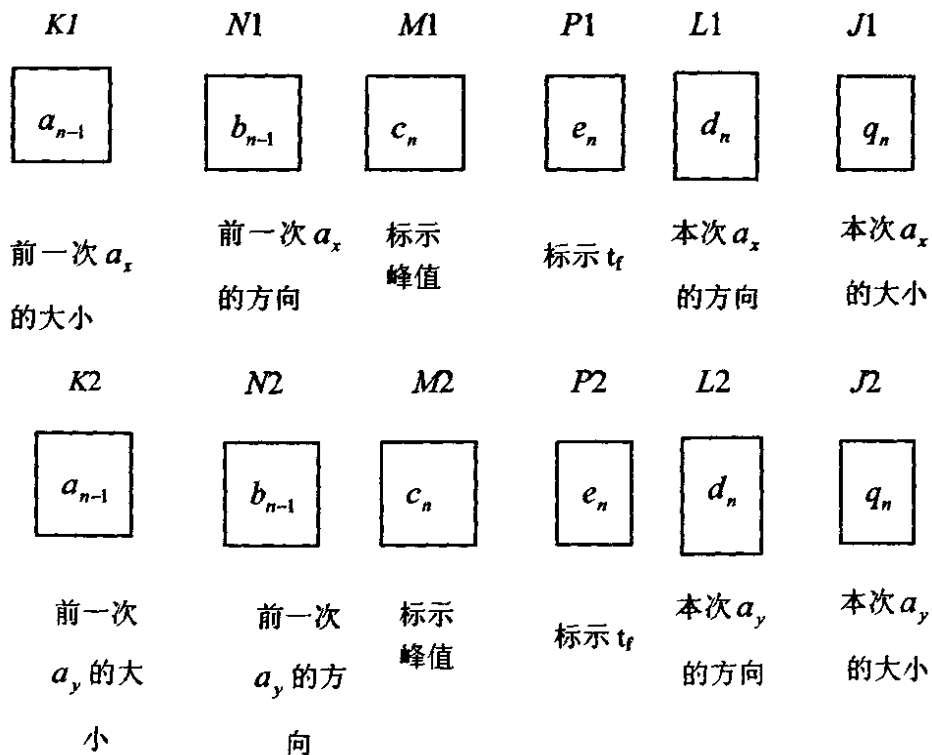 K1 N1 M1 P1 L1 J1
a_{n-1} b_{n-1} c_n e_n d_n q_n
前一次 a_x 的大小
前一次 a_x 的方向
标示峰值
标示 t_f
本次 a_x 的方向
本次 a_x 的大小
K2 N2 M2 P2 L2 J2
a_{n-1} b_{n-1} c_n e_n d_n q_n
前一次 a_y 的大小
前一次 a_y 的方向
标示峰值
标示 t_f
本次 a_y 的方向
本次 a_y 的大小